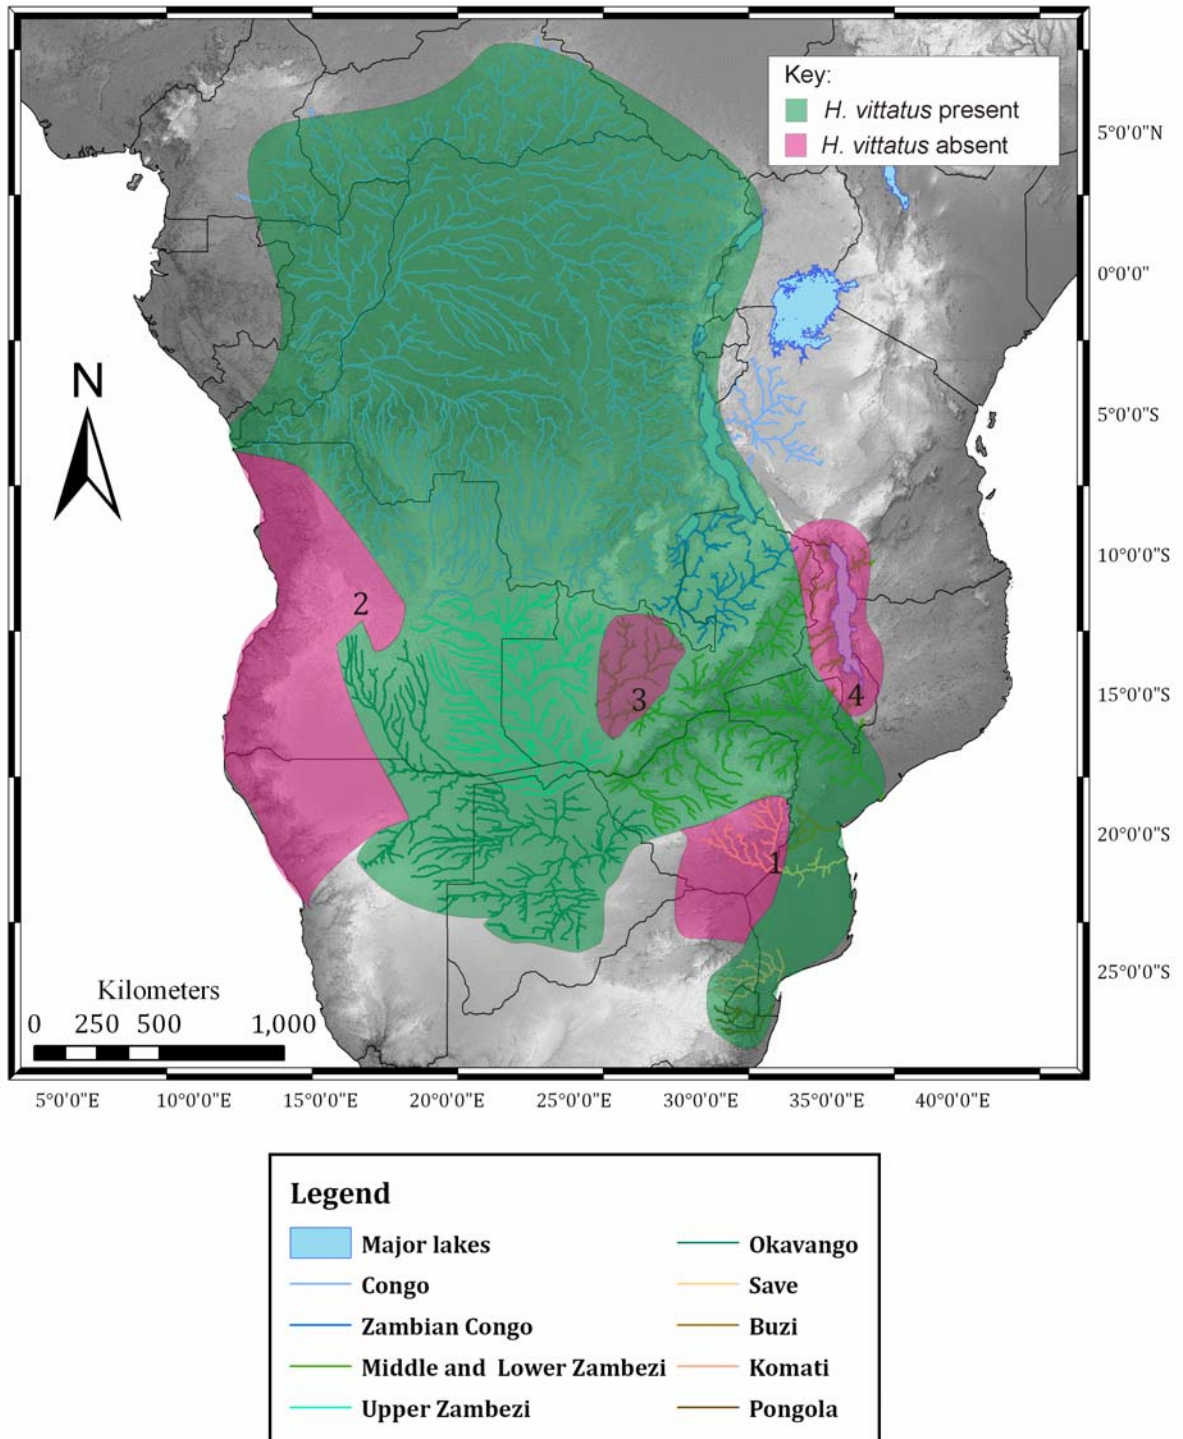 Key:
H. vittatus present
H. vittatus absent
5°0'0"N
0°0'0"
5°0'0"S
10°0'0"S
15°0'0"S
20°0'0"S
25°0'0"S
N
2
3
4
1
Kilometers
0 250 500 1,000
5°0'0"E 10°0'0"E 15°0'0"E 20°0'0"E 25°0'0"E 30°0'0"E 35°0'0"E 40°0'0"E
Legend
Major lakes
Congo
Zambian Congo
Middle and Lower Zambezi
Upper Zambezi
Okavango
Save
Buzi
Komati
Pongola